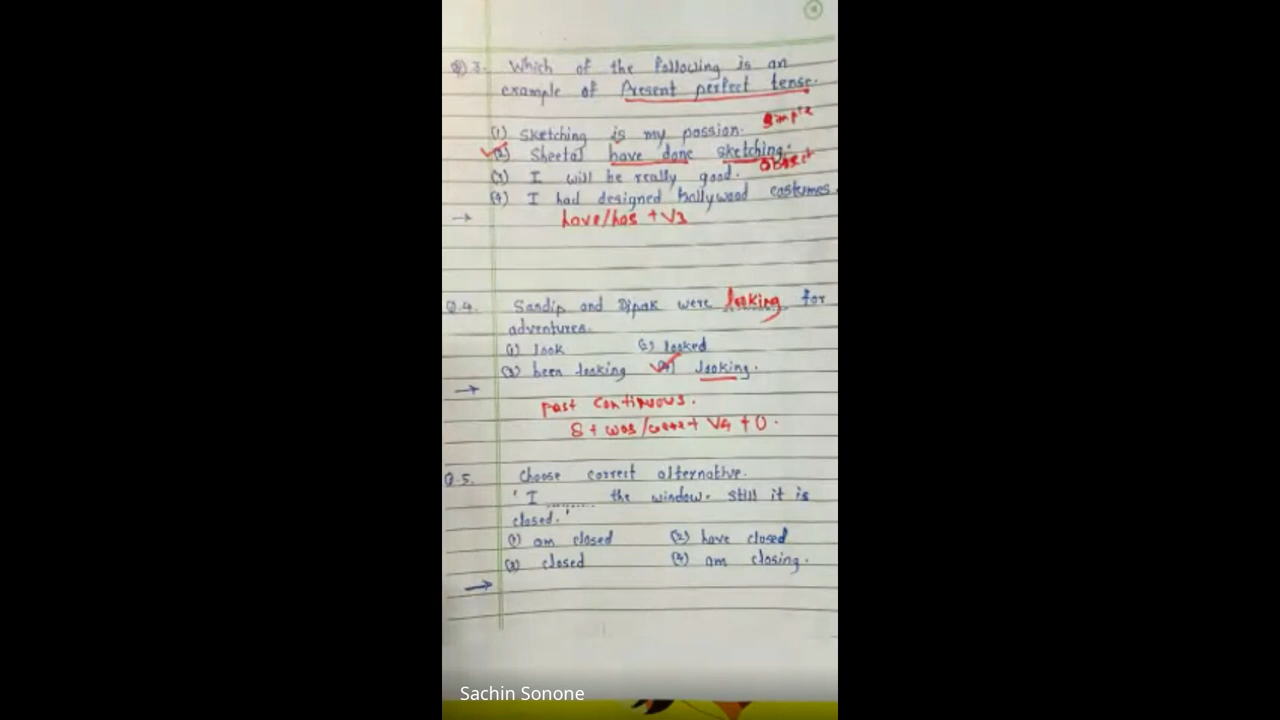 Q)3. Which of the following is an
example of Present perfect tense.
(1) sketching is my passion. Simple
(2) Sheetal have done sketching.
(3) I will be really good. Object
(4) I had designed bollywood costumes.
→ have/has + V3
Q.4. Sandip and Dipak were looking for
adventures.
(1) look (2) looked
(3) been looking (4) looking.
→
past continuous.
S + was/were + V4 + O.
Q.5. Choose correct alternative.
'I ........ the window. still it is
closed.'
(1) am closed (2) have closed
(3) closed (4) am closing.
→
Sachin Sonone